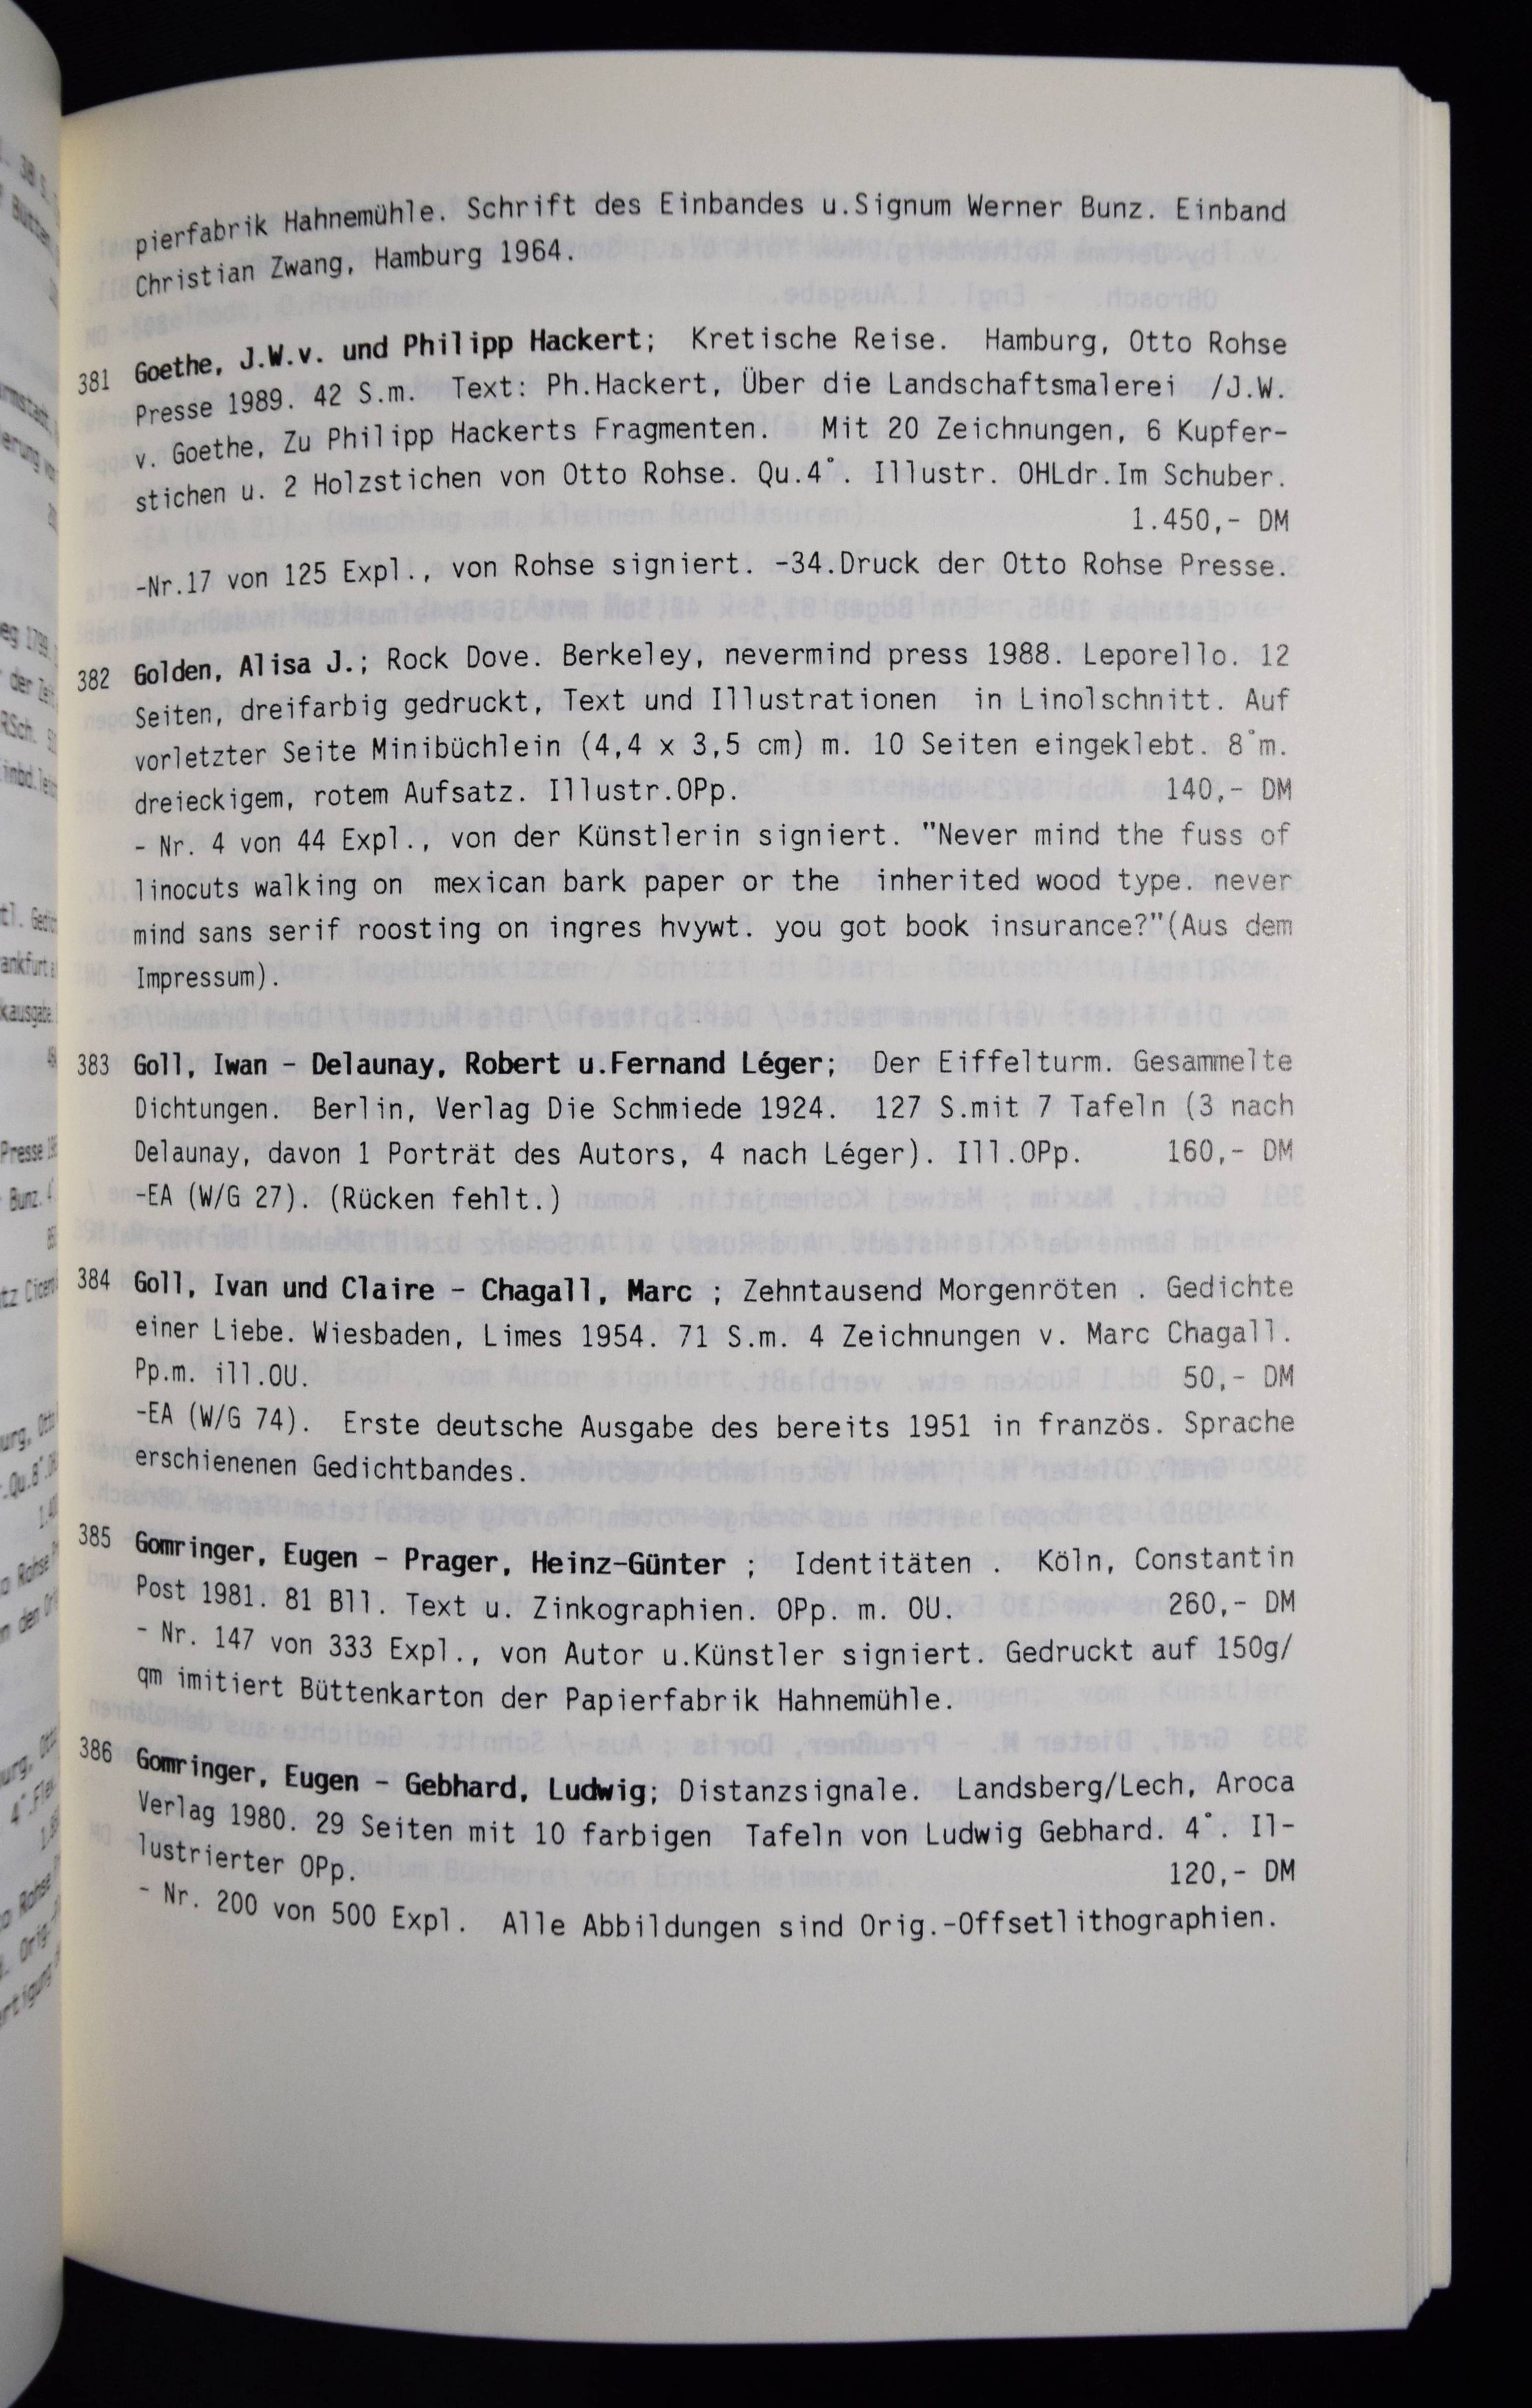 pierfabrik Hahnemühle. Schrift des Einbandes u.Signum Werner Bunz. Einband
Christian Zwang, Hamburg 1964.
381 Goethe, J.W.v. und Philipp Hackert; Kretische Reise. Hamburg, Otto Rohse
Presse 1989. 42 S.m. Text: Ph.Hackert, Über die Landschaftsmalerei /J.W.
v. Goethe, Zu Philipp Hackerts Fragmenten. Mit 20 Zeichnungen, 6 Kupfer-
stichen u. 2 Holzstichen von Otto Rohse. Qu.4°. Illustr. OHLdr.Im Schuber.
1.450,- DM
-Nr.17 von 125 Expl., von Rohse signiert. -34.Druck der Otto Rohse Presse.
382 Golden, Alisa J.; Rock Dove. Berkeley, nevermind press 1988. Leporello. 12
Seiten, dreifarbig gedruckt, Text und Illustrationen in Linolschnitt. Auf
vorletzter Seite Minibüchlein (4,4 x 3,5 cm) m. 10 Seiten eingeklebt. 8°m.
dreieckigem, rotem Aufsatz. Illustr.OPp. 140,- DM
- Nr. 4 von 44 Expl., von der Künstlerin signiert. "Never mind the fuss of
linocuts walking on mexican bark paper or the inherited wood type. never
mind sans serif roosting on ingres hvywt. you got book insurance?"(Aus dem
Impressum).
383 Goll, Iwan - Delaunay, Robert u.Fernand Léger; Der Eiffelturm. Gesammelte
Dichtungen. Berlin, Verlag Die Schmiede 1924. 127 S.mit 7 Tafeln (3 nach
Delaunay, davon 1 Porträt des Autors, 4 nach Léger). Ill.OPp. 160,- DM
-EA (W/G 27). (Rücken fehlt.)
384 Goll, Ivan und Claire - Chagall, Marc ; Zehntausend Morgenröten . Gedichte
einer Liebe. Wiesbaden, Limes 1954. 71 S.m. 4 Zeichnungen v. Marc Chagall.
Pp.m. ill.OU. 50,- DM
-EA (W/G 74). Erste deutsche Ausgabe des bereits 1951 in französ. Sprache
erschienenen Gedichtbandes.
385 Gomringer, Eugen - Prager, Heinz-Günter ; Identitäten . Köln, Constantin
Post 1981. 81 Bll. Text u. Zinkographien. OPp. m. OU. 260,- DM
- Nr. 147 von 333 Expl., von Autor u.Künstler signiert. Gedruckt auf 150g/
qm imitiert Büttenkarton der Papierfabrik Hahnemühle.
386 Gomringer, Eugen - Gebhard, Ludwig; Distanzsignale. Landsberg/Lech, Aroca
Verlag 1980. 29 Seiten mit 10 farbigen Tafeln von Ludwig Gebhard. 4°. Il-
lustrierter OPp. 120,- DM
- Nr. 200 von 500 Expl. Alle Abbildungen sind Orig.-Offsetlithographien.